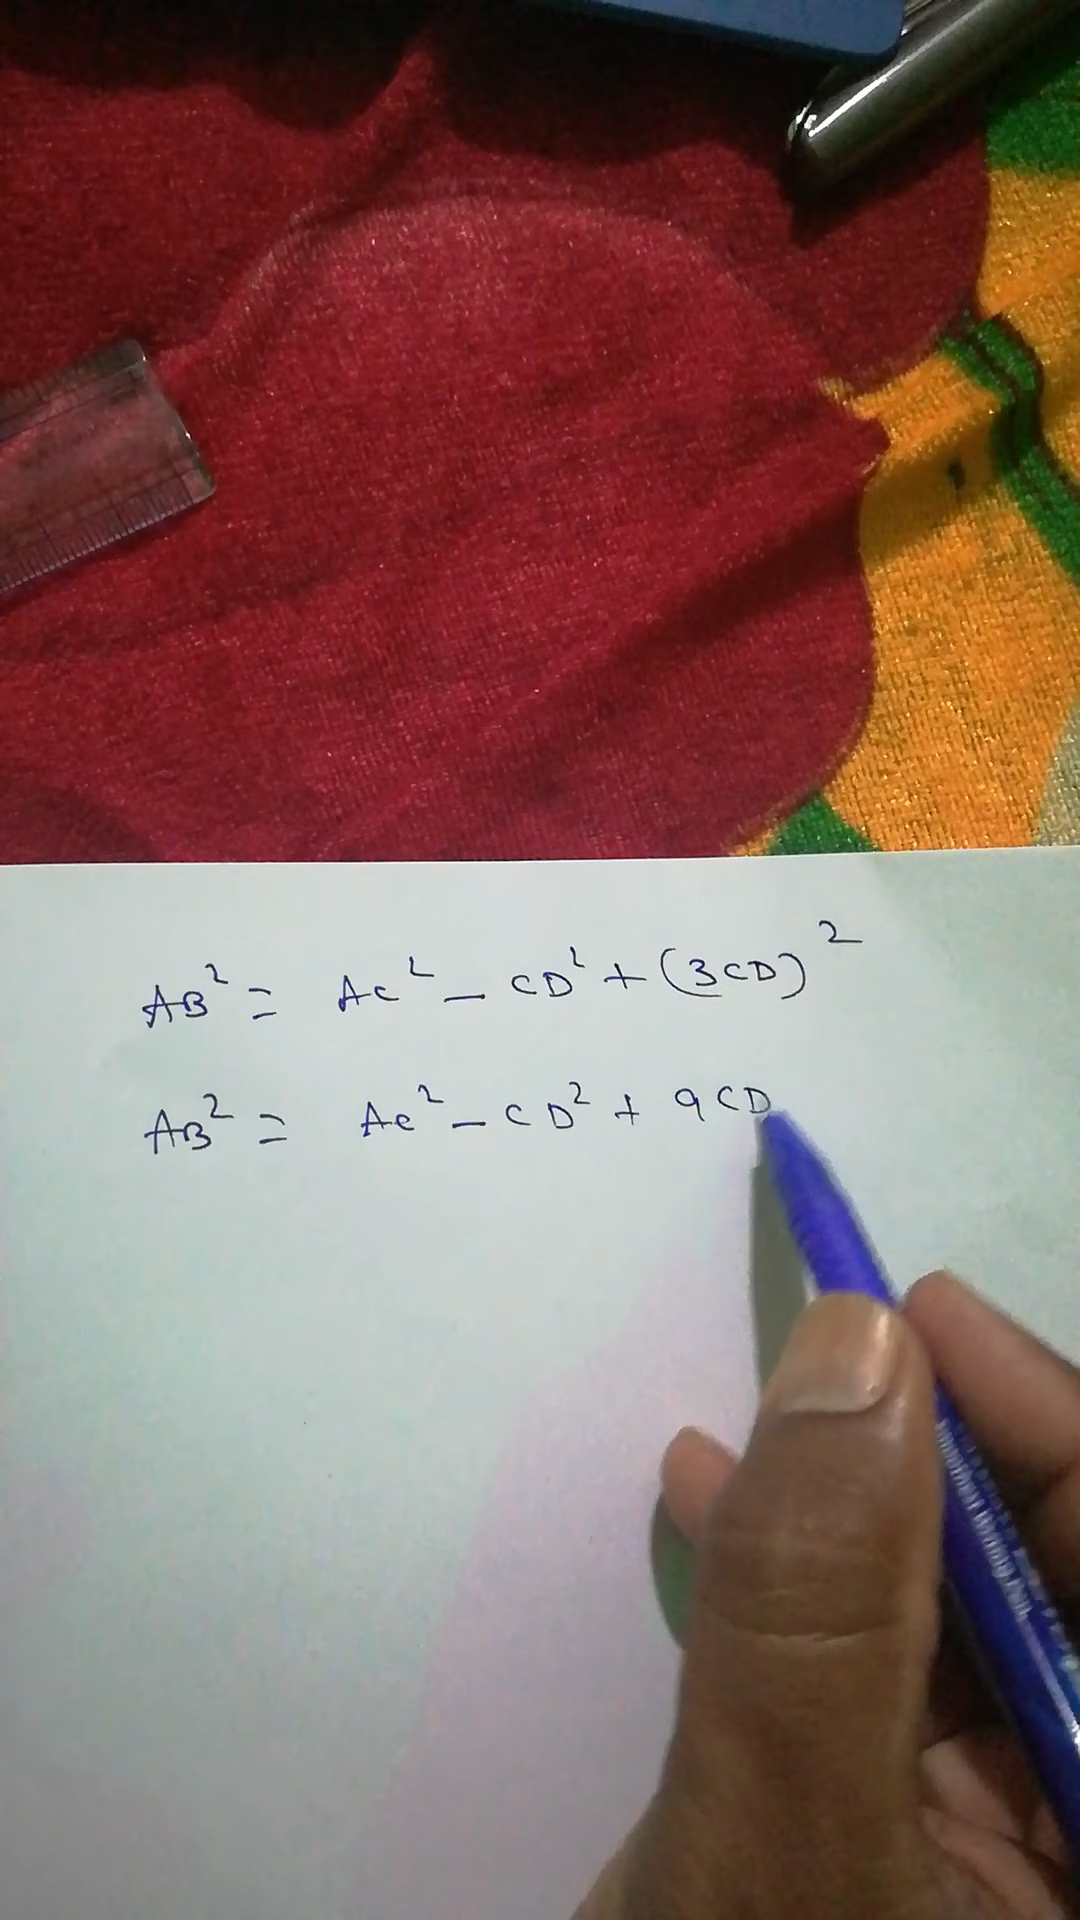 AB² = AC² - CD² + (3CD)²
AB² = AC² - CD² + 9CD